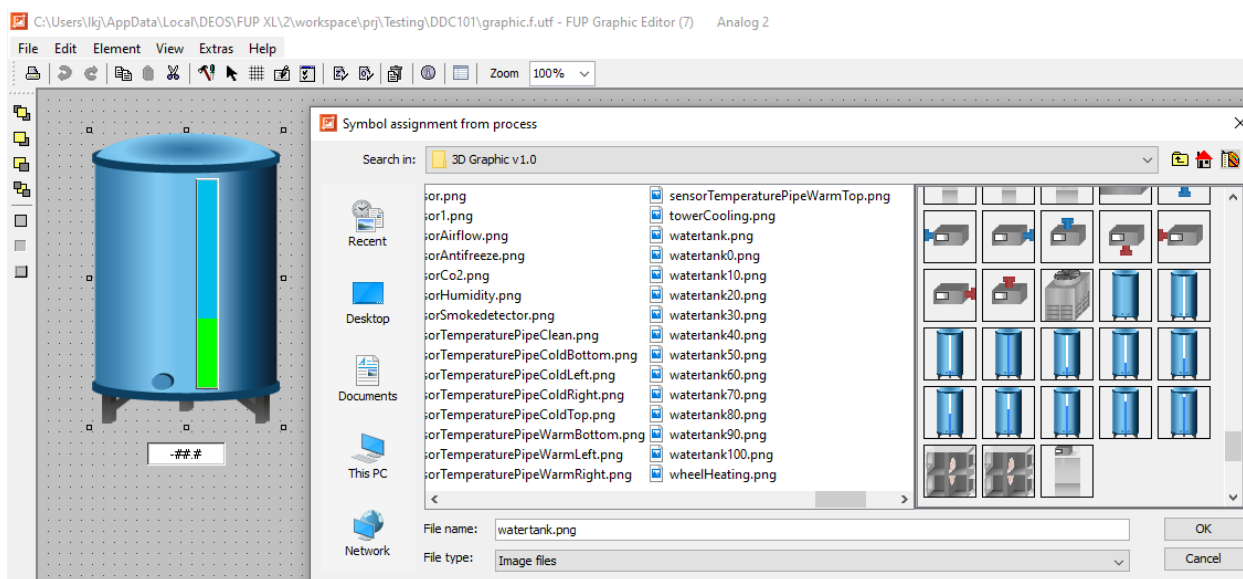 C:\Users\lkj\AppData\Local\DEOS\FUP XL\2\workspace\prj\Testing\DDC101\graphic.f.utf - FUP Graphic Editor (7) Analog 2
File Edit Element View Extras Help
Zoom 100%
Symbol assignment from process
Search in: 3D Graphic v1.0
Recent
Desktop
Documents
This PC
Network
sor.png
sor1.png
sorAirflow.png
sorAntifreeze.png
sorCo2.png
sorHumidity.png
sorSmokedetector.png
sorTemperaturePipeClean.png
sorTemperaturePipeColdBottom.png
sorTemperaturePipeColdLeft.png
sorTemperaturePipeColdRight.png
sorTemperaturePipeColdTop.png
sorTemperaturePipeWarmBottom.png
sorTemperaturePipeWarmLeft.png
sorTemperaturePipeWarmRight.png
sensorTemperaturePipeWarmTop.png
towerCooling.png
watertank.png
watertank0.png
watertank10.png
watertank20.png
watertank30.png
watertank40.png
watertank50.png
watertank60.png
watertank70.png
watertank80.png
watertank90.png
watertank100.png
wheelHeating.png
-##.#
File name: watertank.png OK
File type: Image files Cancel